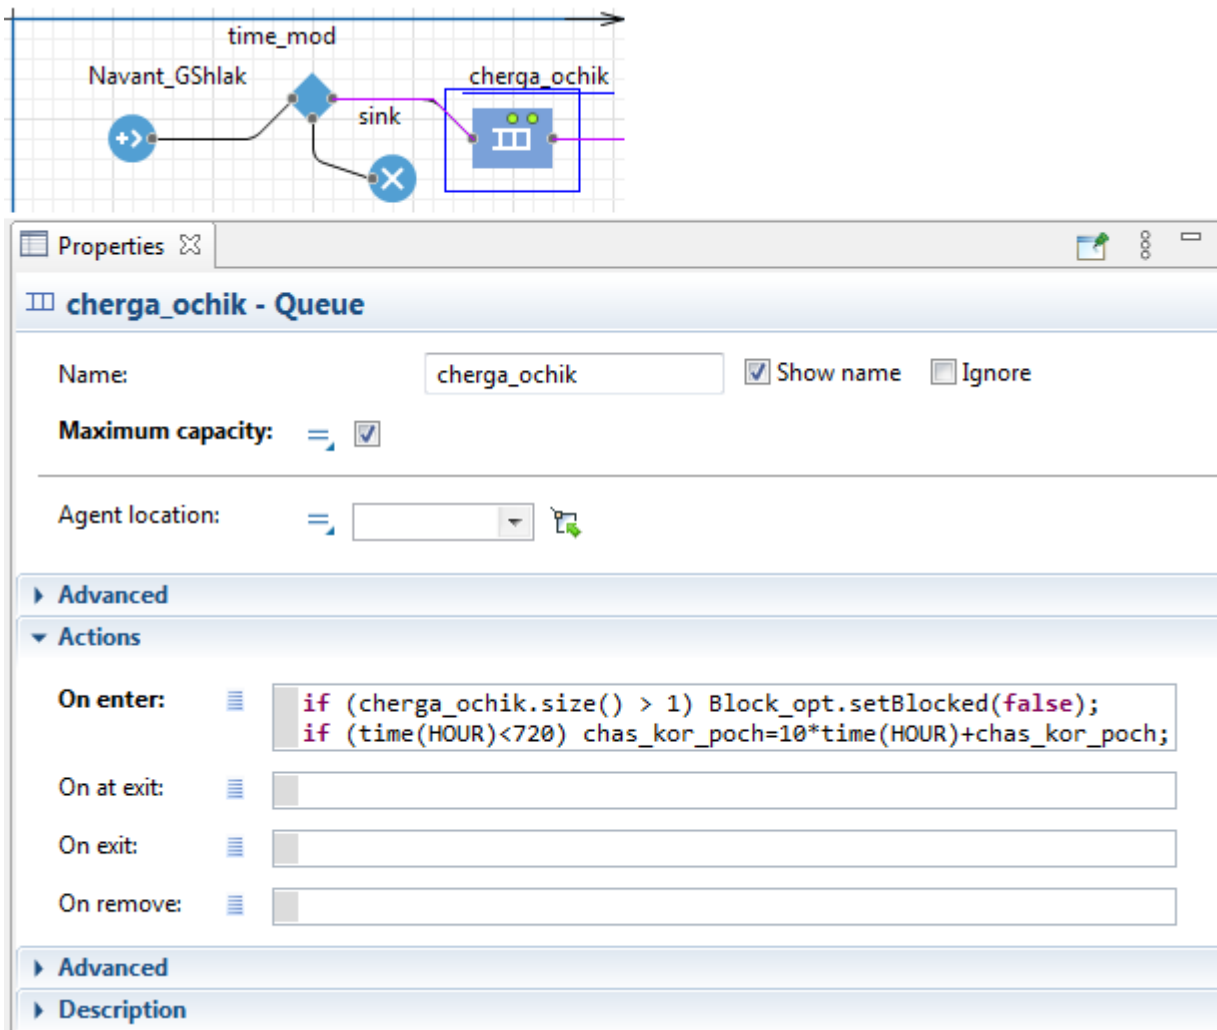 time_mod
Navant_GShlak
cherga_ochik
sink
Properties
cherga_ochik - Queue
Name: cherga_ochik Show name Ignore
Maximum capacity:
Agent location:
Advanced
Actions
On enter: if (cherga_ochik.size() > 1) Block_opt.setBlocked(false);
if (time(HOUR)<720) chas_kor_poch=10*time(HOUR)+chas_kor_poch;
On at exit:
On exit:
On remove:
Advanced
Description